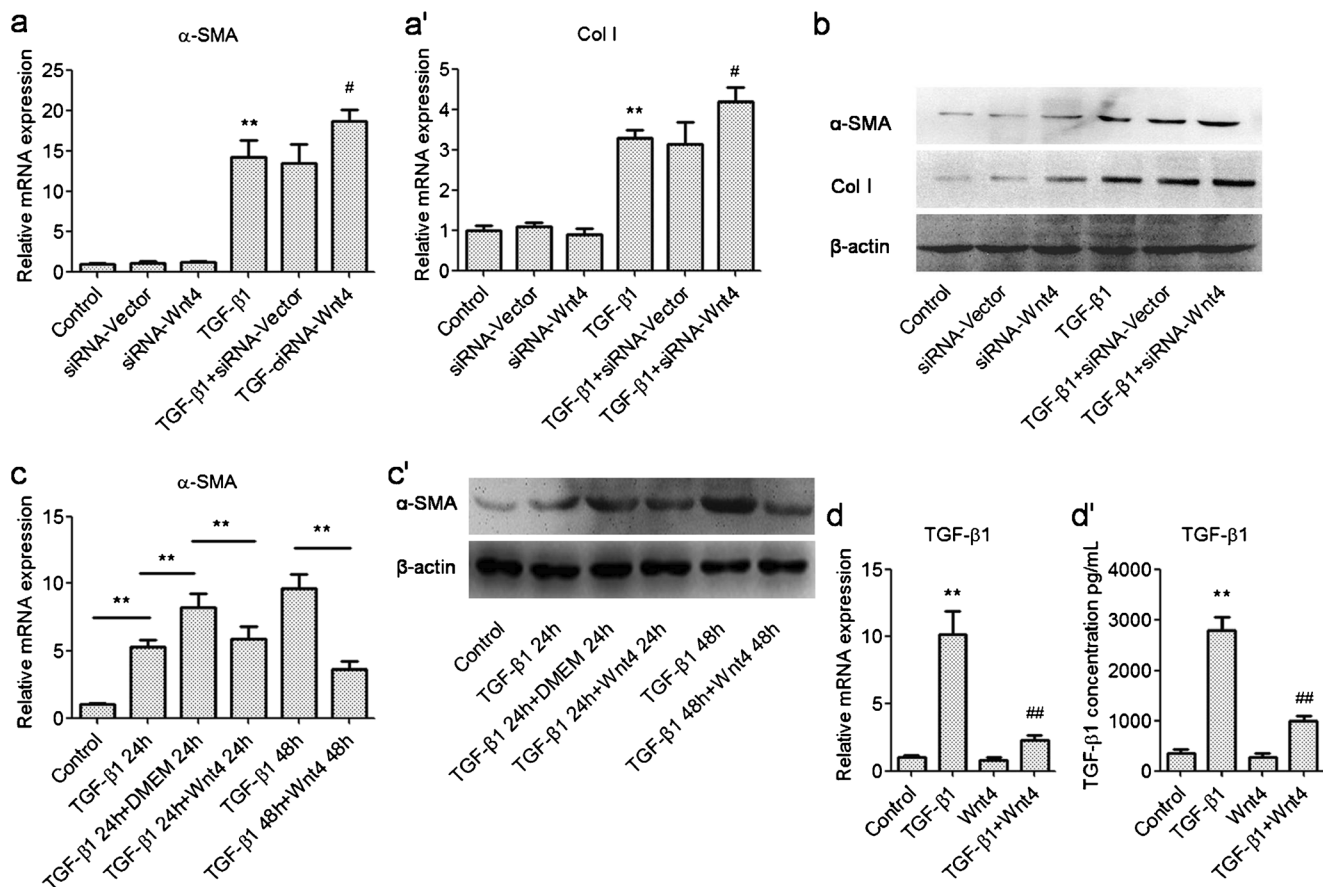 a
α-SMA
Relative mRNA expression
25
20
15
10
5
0
**
#
Control
siRNA-Vector
siRNA-Wnt4
TGF-β1
TGF-β1+siRNA-Vector
TGF-σiRNA-Wnt4
a'
Col I
Relative mRNA expression
5
4
3
2
1
0
**
#
Control
siRNA-Vector
siRNA-Wnt4
TGF-β1
TGF-β1+siRNA-Vector
TGF-β1+siRNA-Wnt4
b
α-SMA
Col I
β-actin
Control
siRNA-Vector
siRNA-Wnt4
TGF-β1
TGF-β1+siRNA-Vector
TGF-β1+siRNA-Wnt4
c
α-SMA
Relative mRNA expression
15
10
5
0
**
**
**
**
Control
TGF-β1 24h
TGF-β1 24h+DMEM 24h
TGF-β1 24h+Wnt4 24h
TGF-β1 48h
TGF-β1 48h+Wnt4 48h
c'
α-SMA
β-actin
Control
TGF-β1 24h
TGF-β1 24h+DMEM 24h
TGF-β1 24h+Wnt4 24h
TGF-β1 48h
TGF-β1 48h+Wnt4 48h
d
TGF-β1
Relative mRNA expression
15
10
5
0
**
##
Control
TGF-β1
Wnt4
TGF-β1+Wnt4
d'
TGF-β1
TGF-β1 concentration pg/mL
4000
3000
2000
1000
0
**
##
Control
TGF-β1
Wnt4
TGF-β1+Wnt4